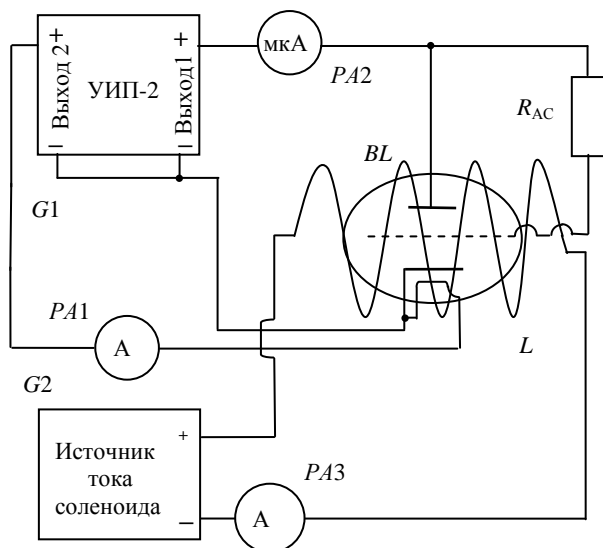 +
Выход 2
−
УИП-2
+
Выход1
−
мкА
PA2
R_AC
BL
G1
PA1
А
L
G2
Источник
тока
соленоида
+
−
PA3
А